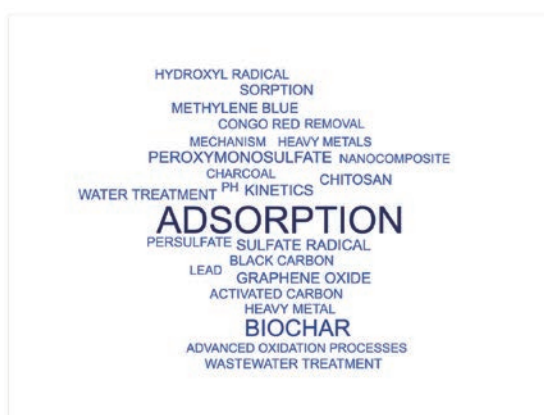 HYDROXYL RADICAL
SORPTION
METHYLENE BLUE
CONGO RED REMOVAL
MECHANISM HEAVY METALS
PEROXYMONOSULFATE NANOCOMPOSITE
CHARCOAL CHITOSAN
WATER TREATMENT PH KINETICS
ADSORPTION
PERSULFATE SULFATE RADICAL
BLACK CARBON
LEAD GRAPHENE OXIDE
ACTIVATED CARBON
HEAVY METAL
BIOCHAR
ADVANCED OXIDATION PROCESSES
WASTEWATER TREATMENT